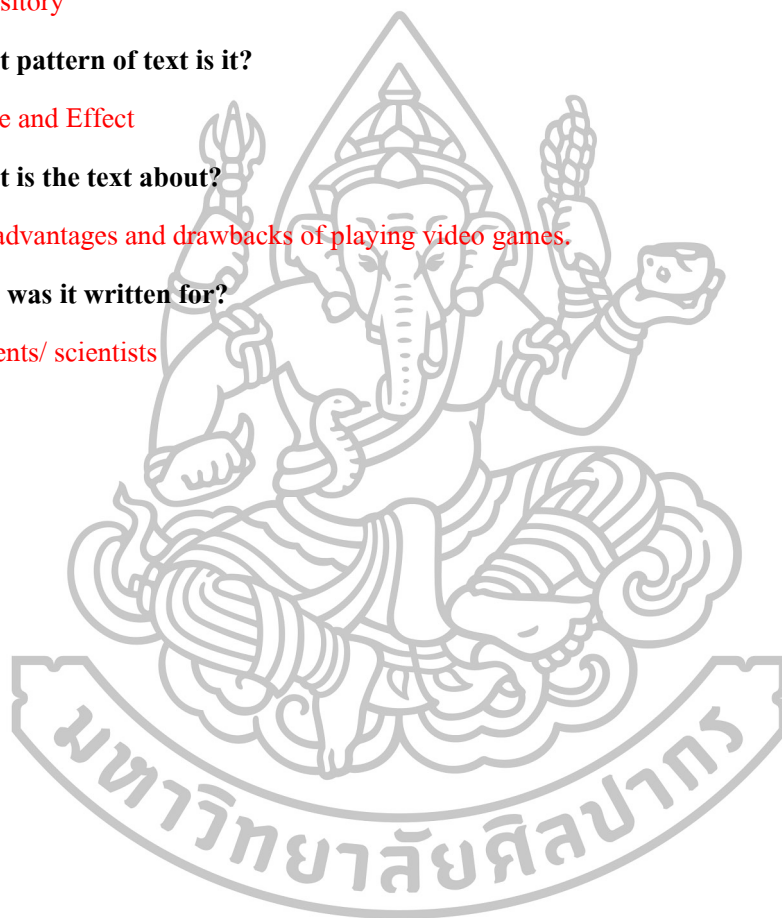 sitory
t pattern of text is it?
e and Effect
t is the text about?
advantages and drawbacks of playing video games.
was it written for?
ents/ scientists
มหาวิทยาลัยศิลปากร